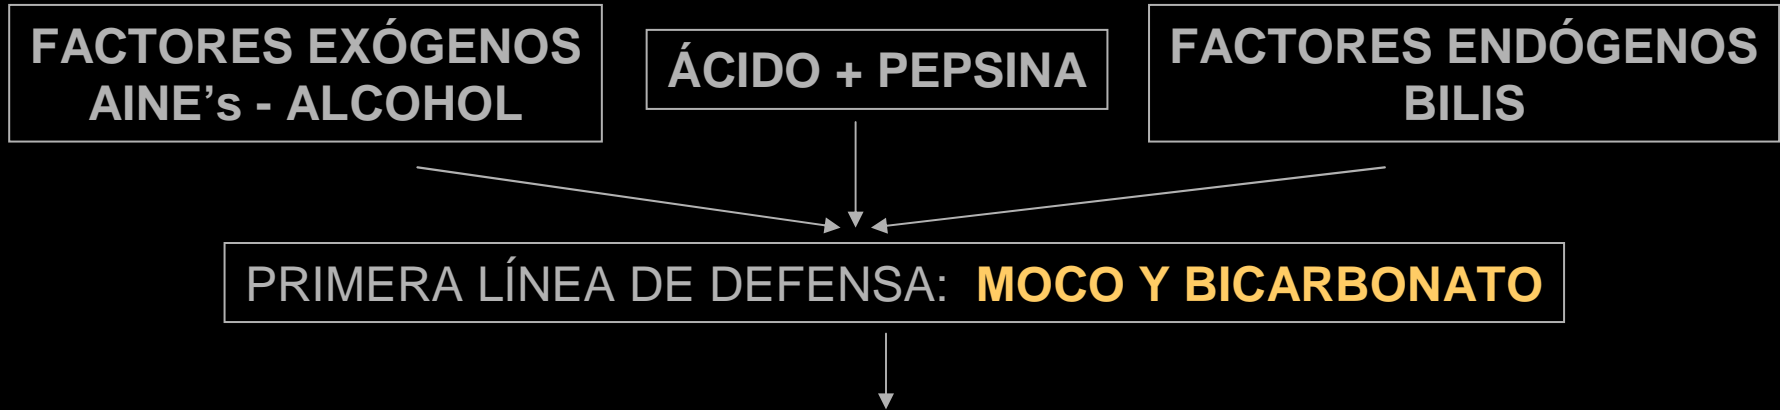 FACTORES EXÓGENOS
AINE's - ALCOHOL
ÁCIDO + PEPSINA
FACTORES ENDÓGENOS
BILIS
PRIMERA LÍNEA DE DEFENSA: MOCO Y BICARBONATO